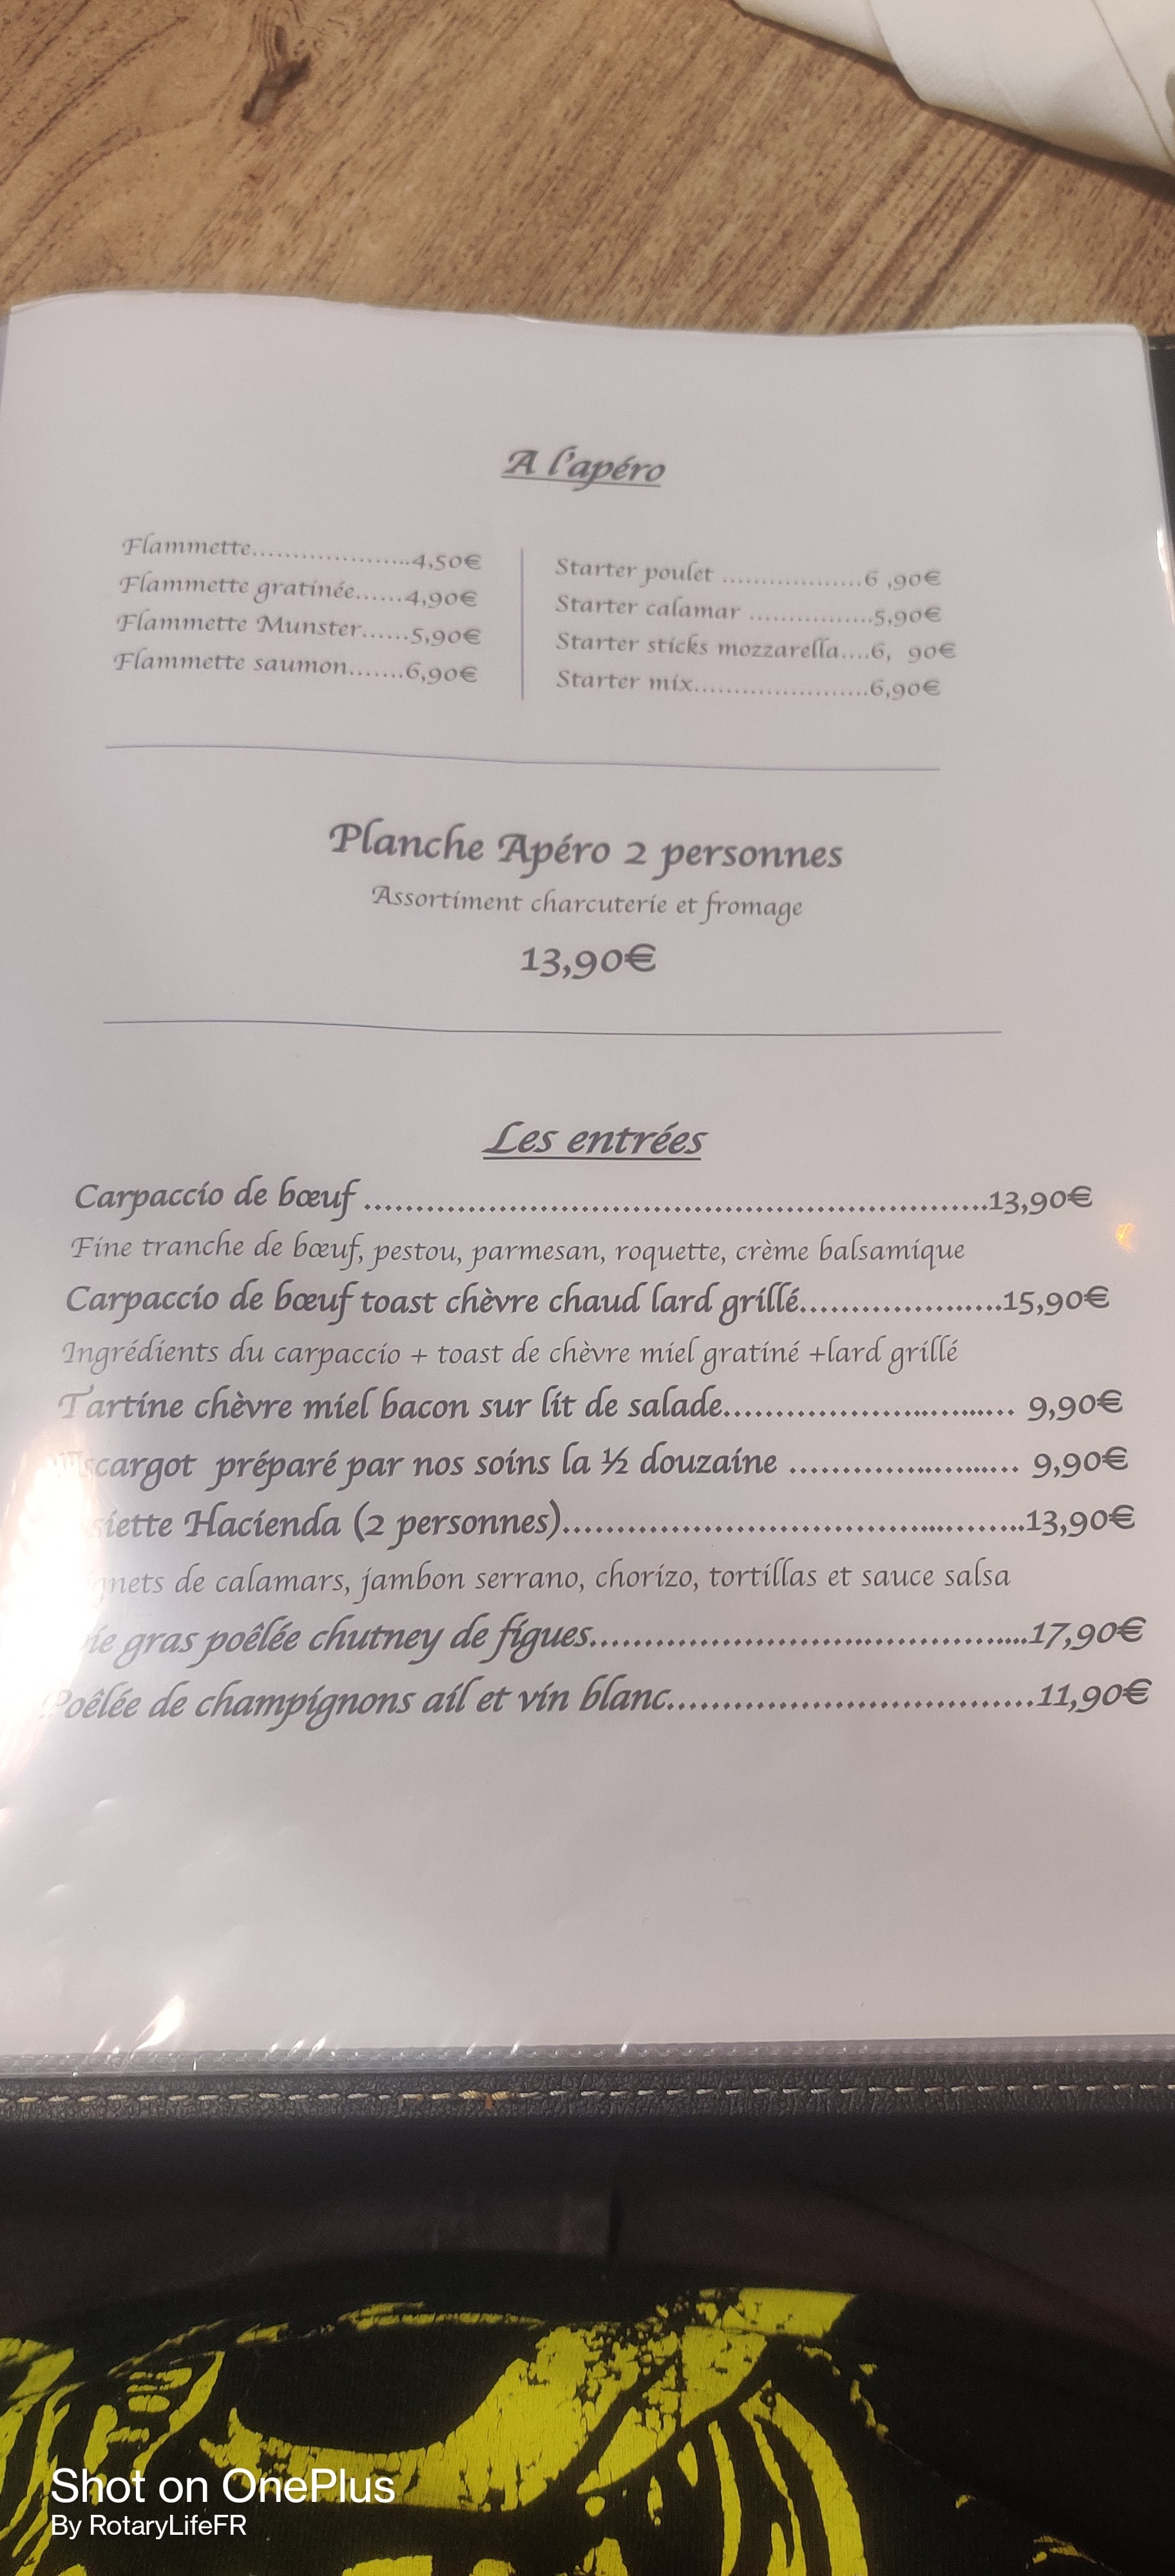 A l'apéro
Flammette.....................4,50€
Flammette gratinée......4,90€
Flammette Munster......5,90€
Flammette saumon.......6,90€
Starter poulet ..................6 ,90€
Starter calamar ................5,90€
Starter sticks mozzarella....6, 90€
Starter mix......................6,90€
Planche Apéro 2 personnes
Assortiment charcuterie et fromage
13,90€
Les entrées
Carpaccio de bœuf ..............................................................13,90€
Fine tranche de bœuf, pestou, parmesan, roquette, crème balsamique
Carpaccio de bœuf toast chèvre chaud lard grillé....................15,90€
Ingrédients du carpaccio + toast de chèvre miel gratiné +lard grillé
Tartine chèvre miel bacon sur lit de salade............................. 9,90€
scargot préparé par nos soins la ½ douzaine ....................... 9,90€
siette Hacienda (2 personnes)..............................................13,90€
gnets de calamars, jambon serrano, chorizo, tortillas et sauce salsa
ie gras poêlée chutney de figues............................................17,90€
Poêlée de champignons ail et vin blanc....................................11,90€
Shot on OnePlus
By RotaryLifeFR